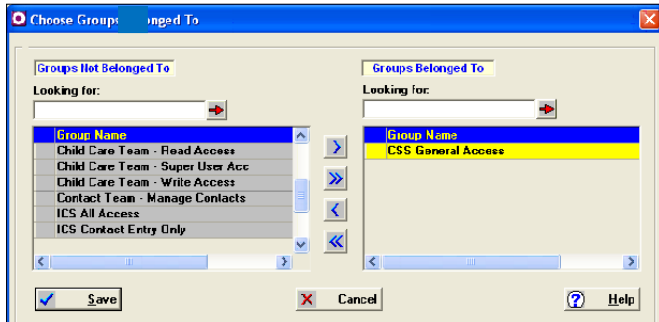 Choose Groups onged To
Groups Not Belonged To
Looking for:
Group Name
Child Care Team - Read Access
Child Care Team - Super User Acc
Child Care Team - Write Access
Contact Team - Manage Contacts
ICS All Access
ICS Contact Entry Only
Groups Belonged To
Looking for:
Group Name
CSS General Access
Save
Cancel
Help